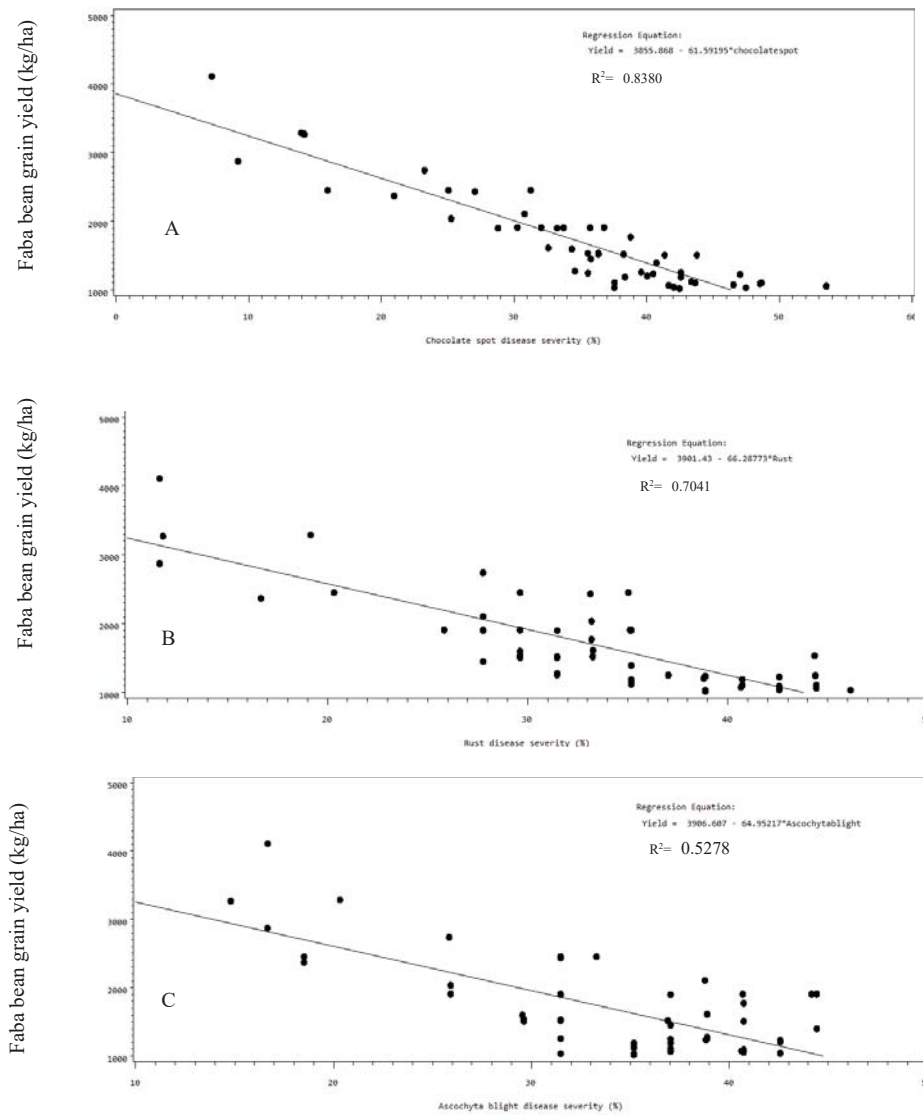 Faba bean grain yield (kg/ha)
5000
4000
3000
2000
1000
Regression Equation:
Yield = 3855.868 - 61.59195*chocolatespot
R²= 0.8380
A
0 10 20 30 40 50 60
Chocolate spot disease severity (%)
Faba bean grain yield (kg/ha)
5000
4000
3000
2000
1000
Regression Equation:
Yield = 3901.43 - 66.28773*Rust
R²= 0.7041
B
10 20 30 40
Rust disease severity (%)
Faba bean grain yield (kg/ha)
5000
4000
3000
2000
1000
Regression Equation:
Yield = 3906.607 - 64.95217*Ascochytablight
R²= 0.5278
C
10 20 30 40
Ascochyta blight disease severity (%)